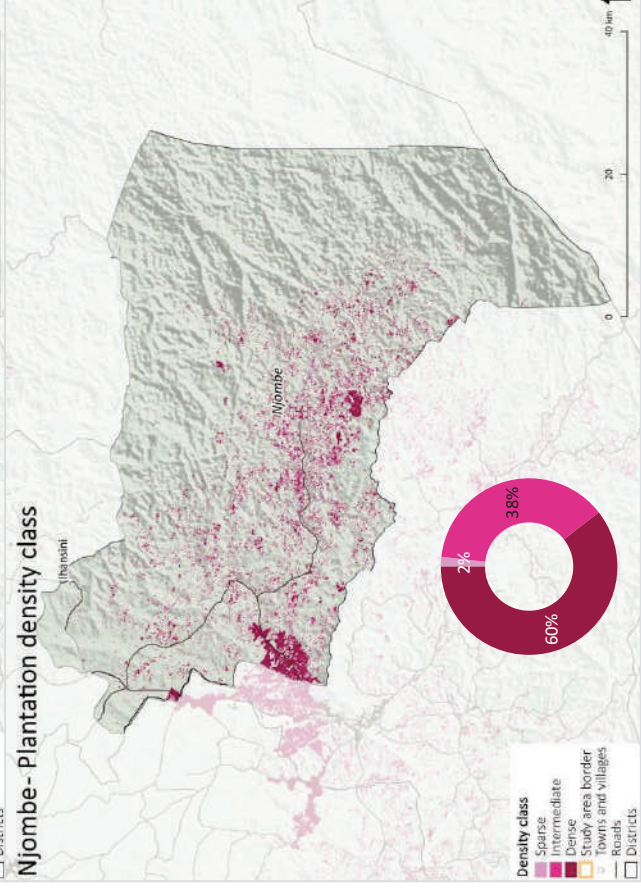 Districts
Njombe- Plantation density class
Ilhansini
Njombe
2%
38%
60%
Density class
Sparse
Intermediate
Dense
Study area border
Towns and villages
Roads
Districts
0
20
40 km